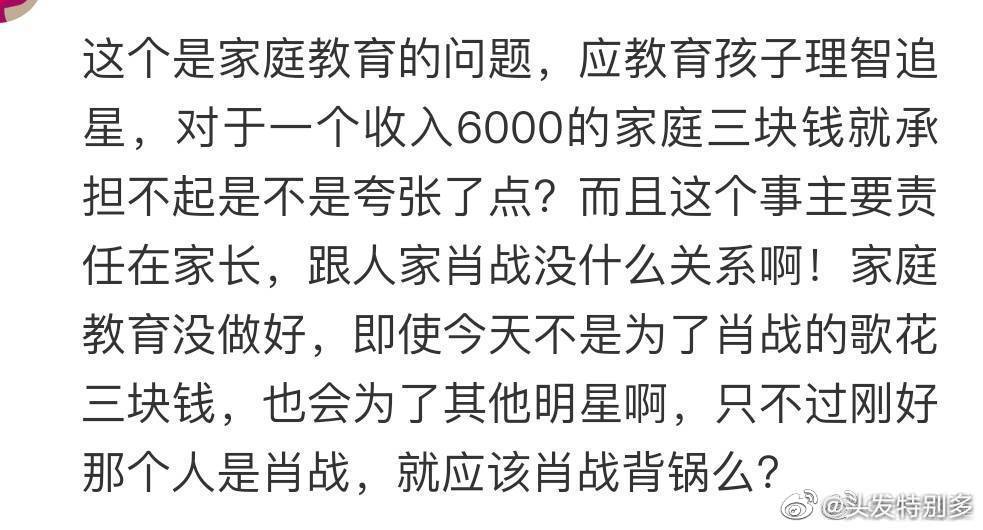 这个是家庭教育的问题，应教育孩子理智追
星，对于一个收入6000的家庭三块钱就承
担不起是不是夸张了点？而且这个事主要责
任在家长，跟人家肖战没什么关系啊！家庭
教育没做好，即使今天不是为了肖战的歌花
三块钱，也会为了其他明星啊，只不过刚好
那个人是肖战，就应该肖战背锅么？
@头发特别多